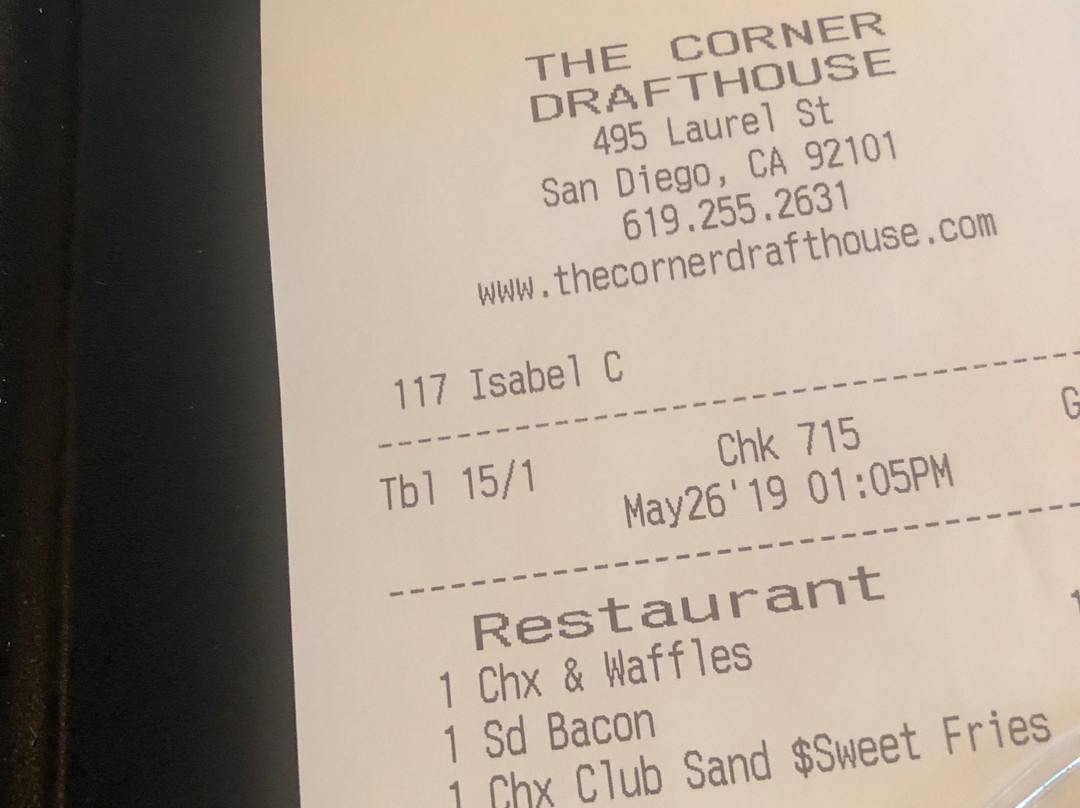 THE CORNER
DRAFTHOUSE
495 Laurel St
San Diego, CA 92101
619.255.2631
www.thecornerdrafthouse.com
117 Isabel C
Tbl 15/1 Chk 715 G
May26'19 01:05PM
Restaurant
1 Chx & Waffles 1
1 Sd Bacon
1 Chx Club Sand $Sweet Fries